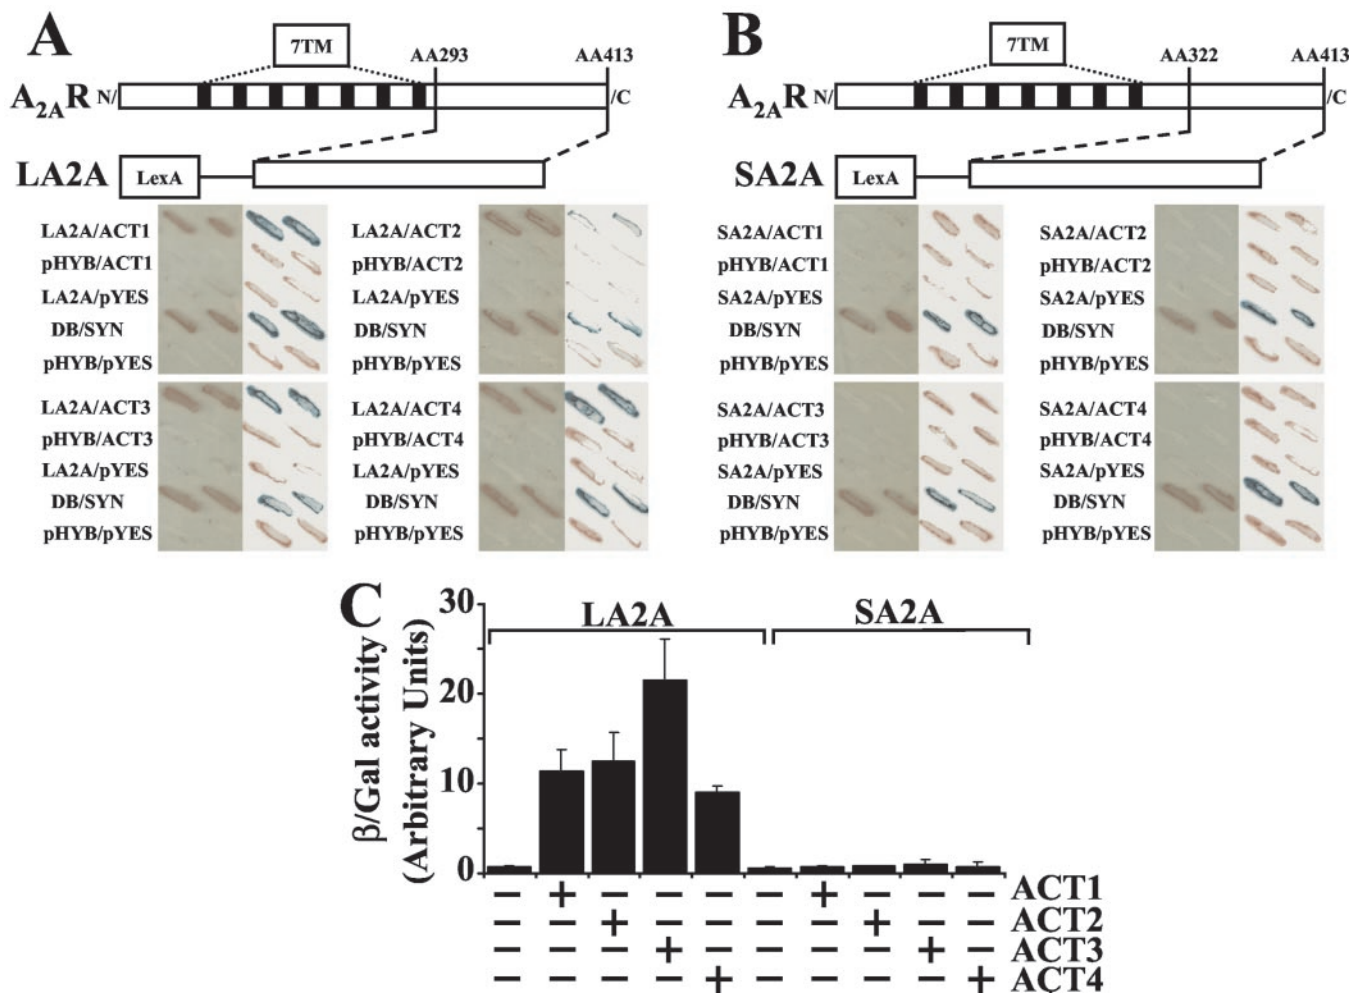 A
7TM
AA293
AA413
A2AR N/ /C
LA2A LexA
LA2A/ACT1
pHYB/ACT1
LA2A/pYES
DB/SYN
pHYB/pYES
LA2A/ACT2
pHYB/ACT2
LA2A/pYES
DB/SYN
pHYB/pYES
LA2A/ACT3
pHYB/ACT3
LA2A/pYES
DB/SYN
pHYB/pYES
LA2A/ACT4
pHYB/ACT4
LA2A/pYES
DB/SYN
pHYB/pYES
B
7TM
AA322
AA413
A2AR N/ /C
SA2A LexA
SA2A/ACT1
pHYB/ACT1
SA2A/pYES
DB/SYN
pHYB/pYES
SA2A/ACT2
pHYB/ACT2
SA2A/pYES
DB/SYN
pHYB/pYES
SA2A/ACT3
pHYB/ACT3
SA2A/pYES
DB/SYN
pHYB/pYES
SA2A/ACT4
pHYB/ACT4
SA2A/pYES
DB/SYN
pHYB/pYES
C
β/Gal activity
(Arbitrary Units)
30
20
10
0
LA2A
SA2A
− + − − − − + − − − ACT1
− − + − − − − + − − ACT2
− − − + − − − − + − ACT3
− − − − + − − − − + ACT4